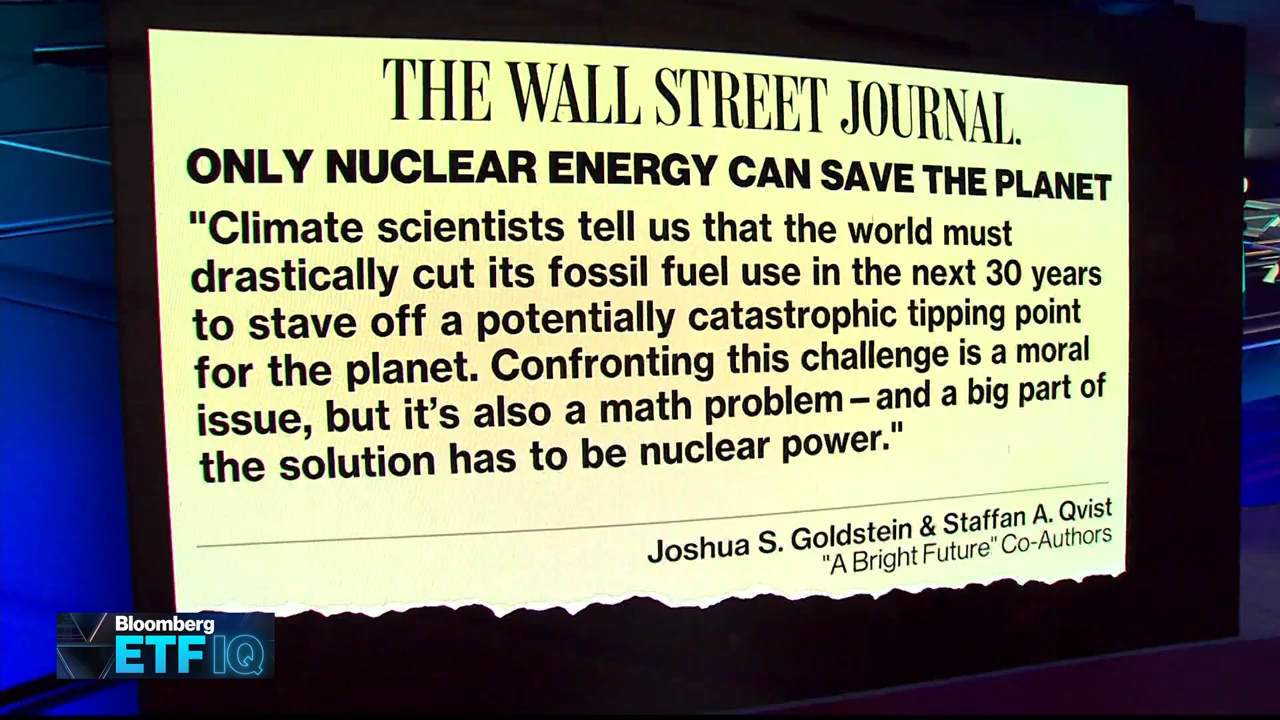 THE WALL STREET JOURNAL.
ONLY NUCLEAR ENERGY CAN SAVE THE PLANET
"Climate scientists tell us that the world must
drastically cut its fossil fuel use in the next 30 years
to stave off a potentially catastrophic tipping point
for the planet. Confronting this challenge is a moral
issue, but it's also a math problem—and a big part of
the solution has to be nuclear power."
Joshua S. Goldstein & Staffan A. Qvist
"A Bright Future" Co-Authors
Bloomberg
ETF IQ